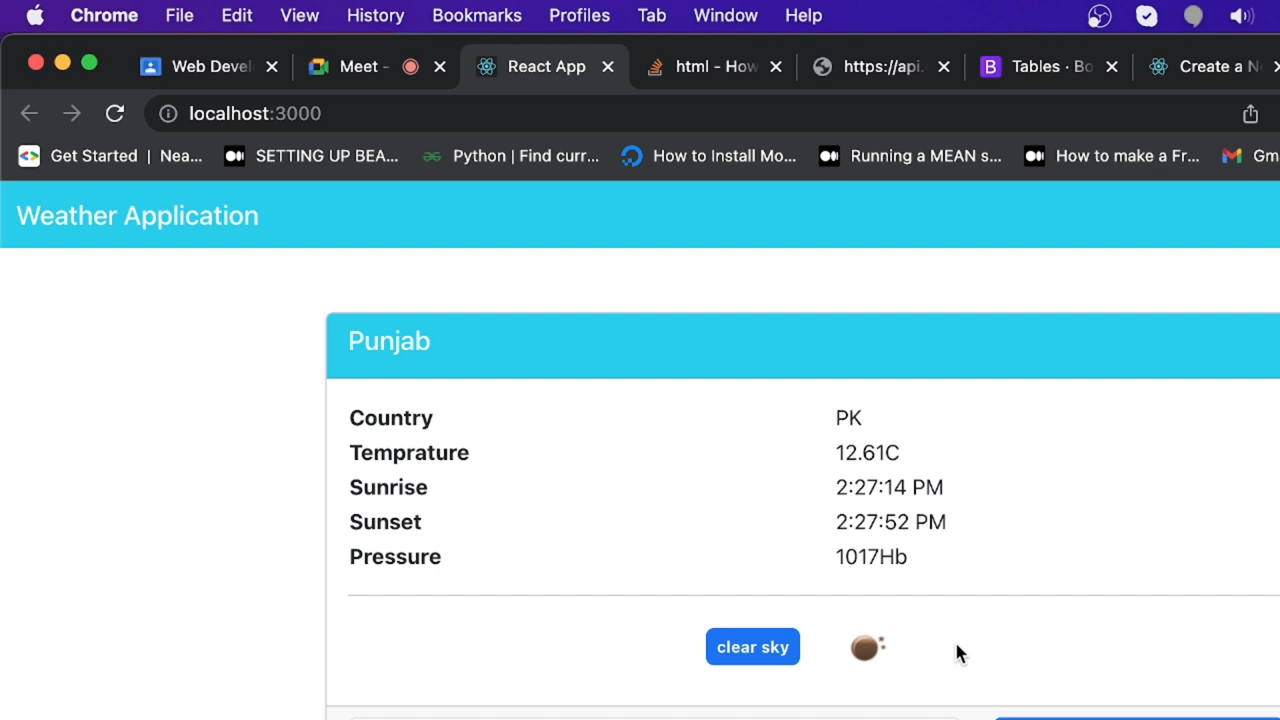 Chrome File Edit View History Bookmarks Profiles Tab Window Help
Web Devel Meet - React App html - How https://api. B Tables · Bo Create a N
localhost:3000
Get Started | Nea... SETTING UP BEA... Python | Find curr... How to Install Mo... Running a MEAN s... How to make a Fr... Gm
Weather Application
Punjab
Country PK
Temprature 12.61C
Sunrise 2:27:14 PM
Sunset 2:27:52 PM
Pressure 1017Hb
clear sky